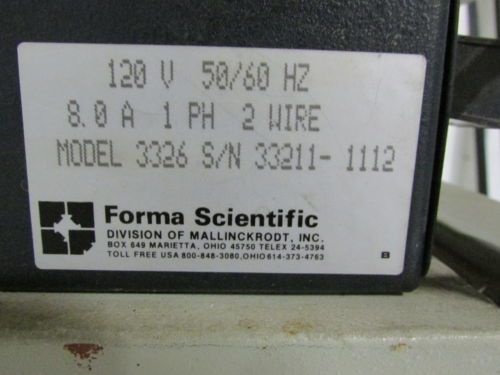 120 V 50/60 HZ
8.0 A 1 PH 2 WIRE
MODEL 3326 S/N 33211-1112
Forma Scientific
DIVISION OF MALLINCKRODT, INC.
BOX 649 MARIETTA, OHIO 45750 TELEX 24-5394
TOLL FREE USA 800-848-3080, OHIO 614-373-4763